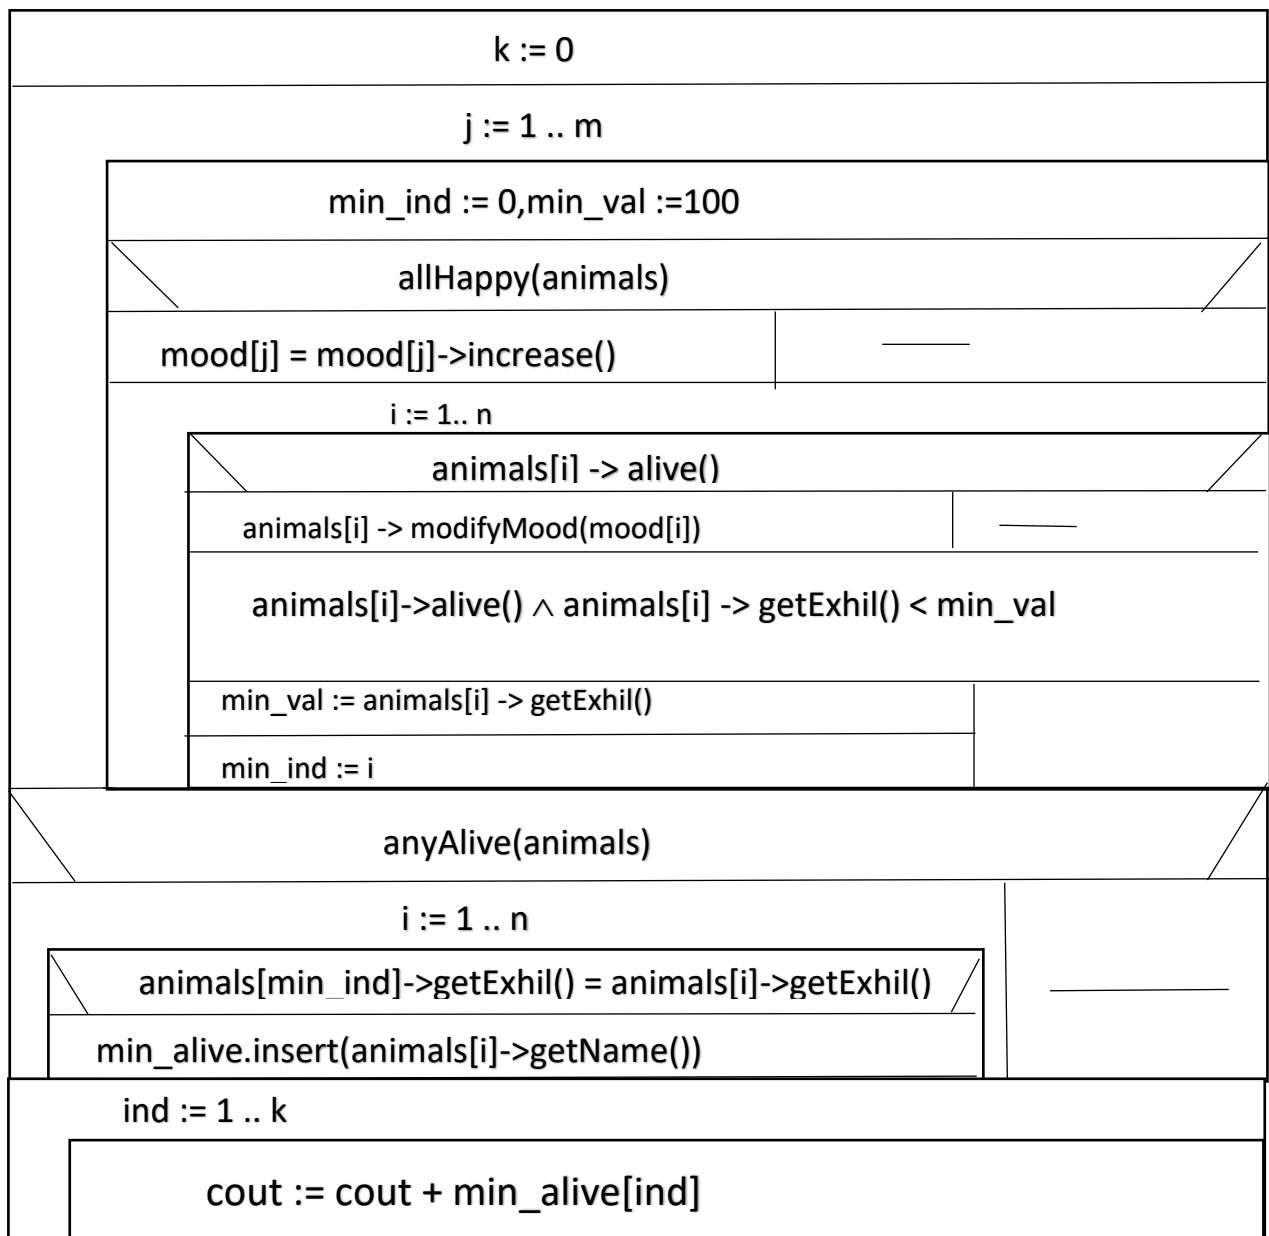 k := 0
j := 1 .. m
min_ind := 0,min_val :=100
allHappy(animals)
mood[j] = mood[j]->increase()
i := 1.. n
animals[i] -> alive()
animals[i] -> modifyMood(mood[i])
animals[i]->alive() ∧ animals[i] -> getExhil() < min_val
min_val := animals[i] -> getExhil()
min_ind := i
anyAlive(animals)
i := 1 .. n
animals[min_ind]->getExhil() = animals[i]->getExhil()
min_alive.insert(animals[i]->getName())
ind := 1 .. k
cout := cout + min_alive[ind]